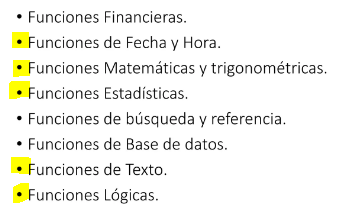 • Funciones Financieras.
• Funciones de Fecha y Hora.
• Funciones Matemáticas y trigonométricas.
• Funciones Estadísticas.
• Funciones de búsqueda y referencia.
• Funciones de Base de datos.
• Funciones de Texto.
• Funciones Lógicas.